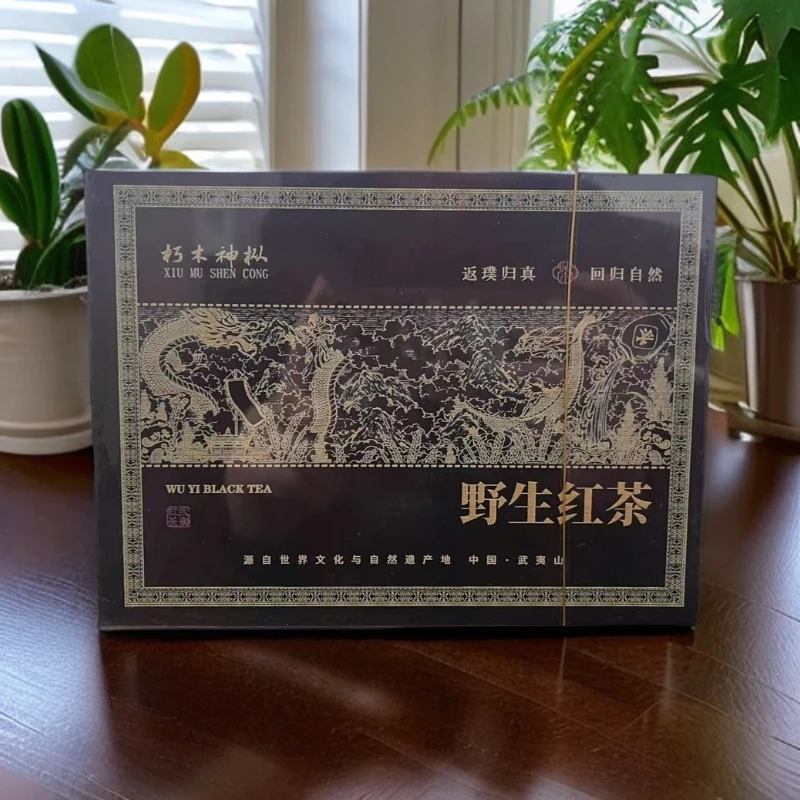 朽木神枞
XIU MU SHEN CONG
返璞归真 回归自然
WU YI BLACK TEA
野生红茶
源自世界文化与自然遗产地 中国·武夷山